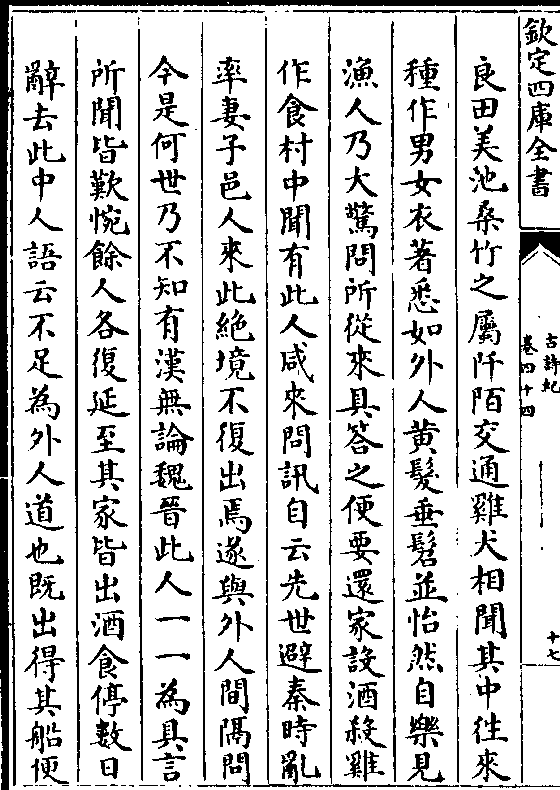 欽定四庫全書
古詩紀
卷四十四
十七
良田美池桑竹之屬阡陌交通雞犬相聞其中徃來
種作男女衣著悉如外人黄髮垂髫並怡然自樂見
漁人乃大驚問所從來具答之便要還家設酒殺雞
作食村中聞有此人咸來問訊自云先世避秦時亂
率妻子邑人來此絶境不復出焉遂與外人間隔問
今是何世乃不知有漢無論魏晉此人一一為具言
所聞皆歎惋餘人各復延至其家皆出酒食停數日
辭去此中人語云不足為外人道也既出得其船便